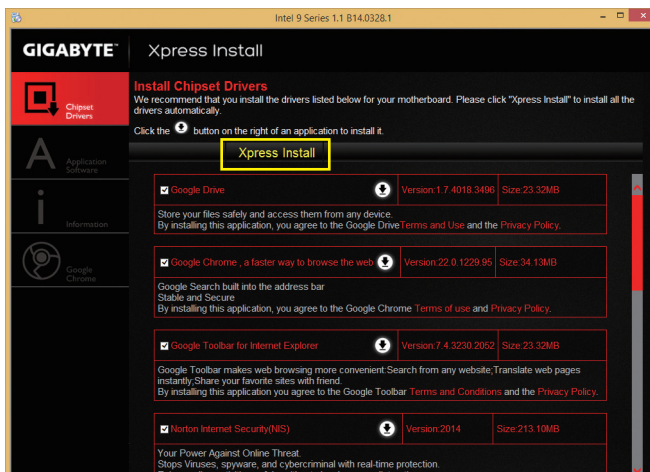 Intel 9 Series 1.1 B14.0328.1
GIGABYTE™
Xpress Install
Chipset
Drivers
Application
Software
Information
Google
Chrome
Install Chipset Drivers
We recommend that you install the drivers listed below for your motherboard. Please click "Xpress Install" to install all the
drivers automatically.
Click the button on the right of an application to install it.
Xpress Install
Google Drive Version:1.7.4018.3496 Size:23.32MB
Store your files safely and access them from any device.
By installing this application, you agree to the Google DriveTerms and Use and the Privacy Policy.
Google Chrome , a faster way to browse the web Version:22.0.1229.95 Size:34.13MB
Google Search built into the address bar
Stable and Secure
By installing this application, you agree to the Google Chrome Terms of use and Privacy Policy.
Google Toolbar for Internet Explorer Version:7.4.3230.2052 Size:23.32MB
Google Toolbar makes web browsing more convenient:Search from any website;Translate web pages
instantly;Share your favorite sites with friend.
By installing this application, you agree to the Google Toolbar Terms and Conditions and the Privacy Policy.
Norton Internet Security(NIS) Version:2014 Size:213.10MB
Your Power Against Online Threat.
Stops Viruses, spyware, and cybercriminal with real-time protection.